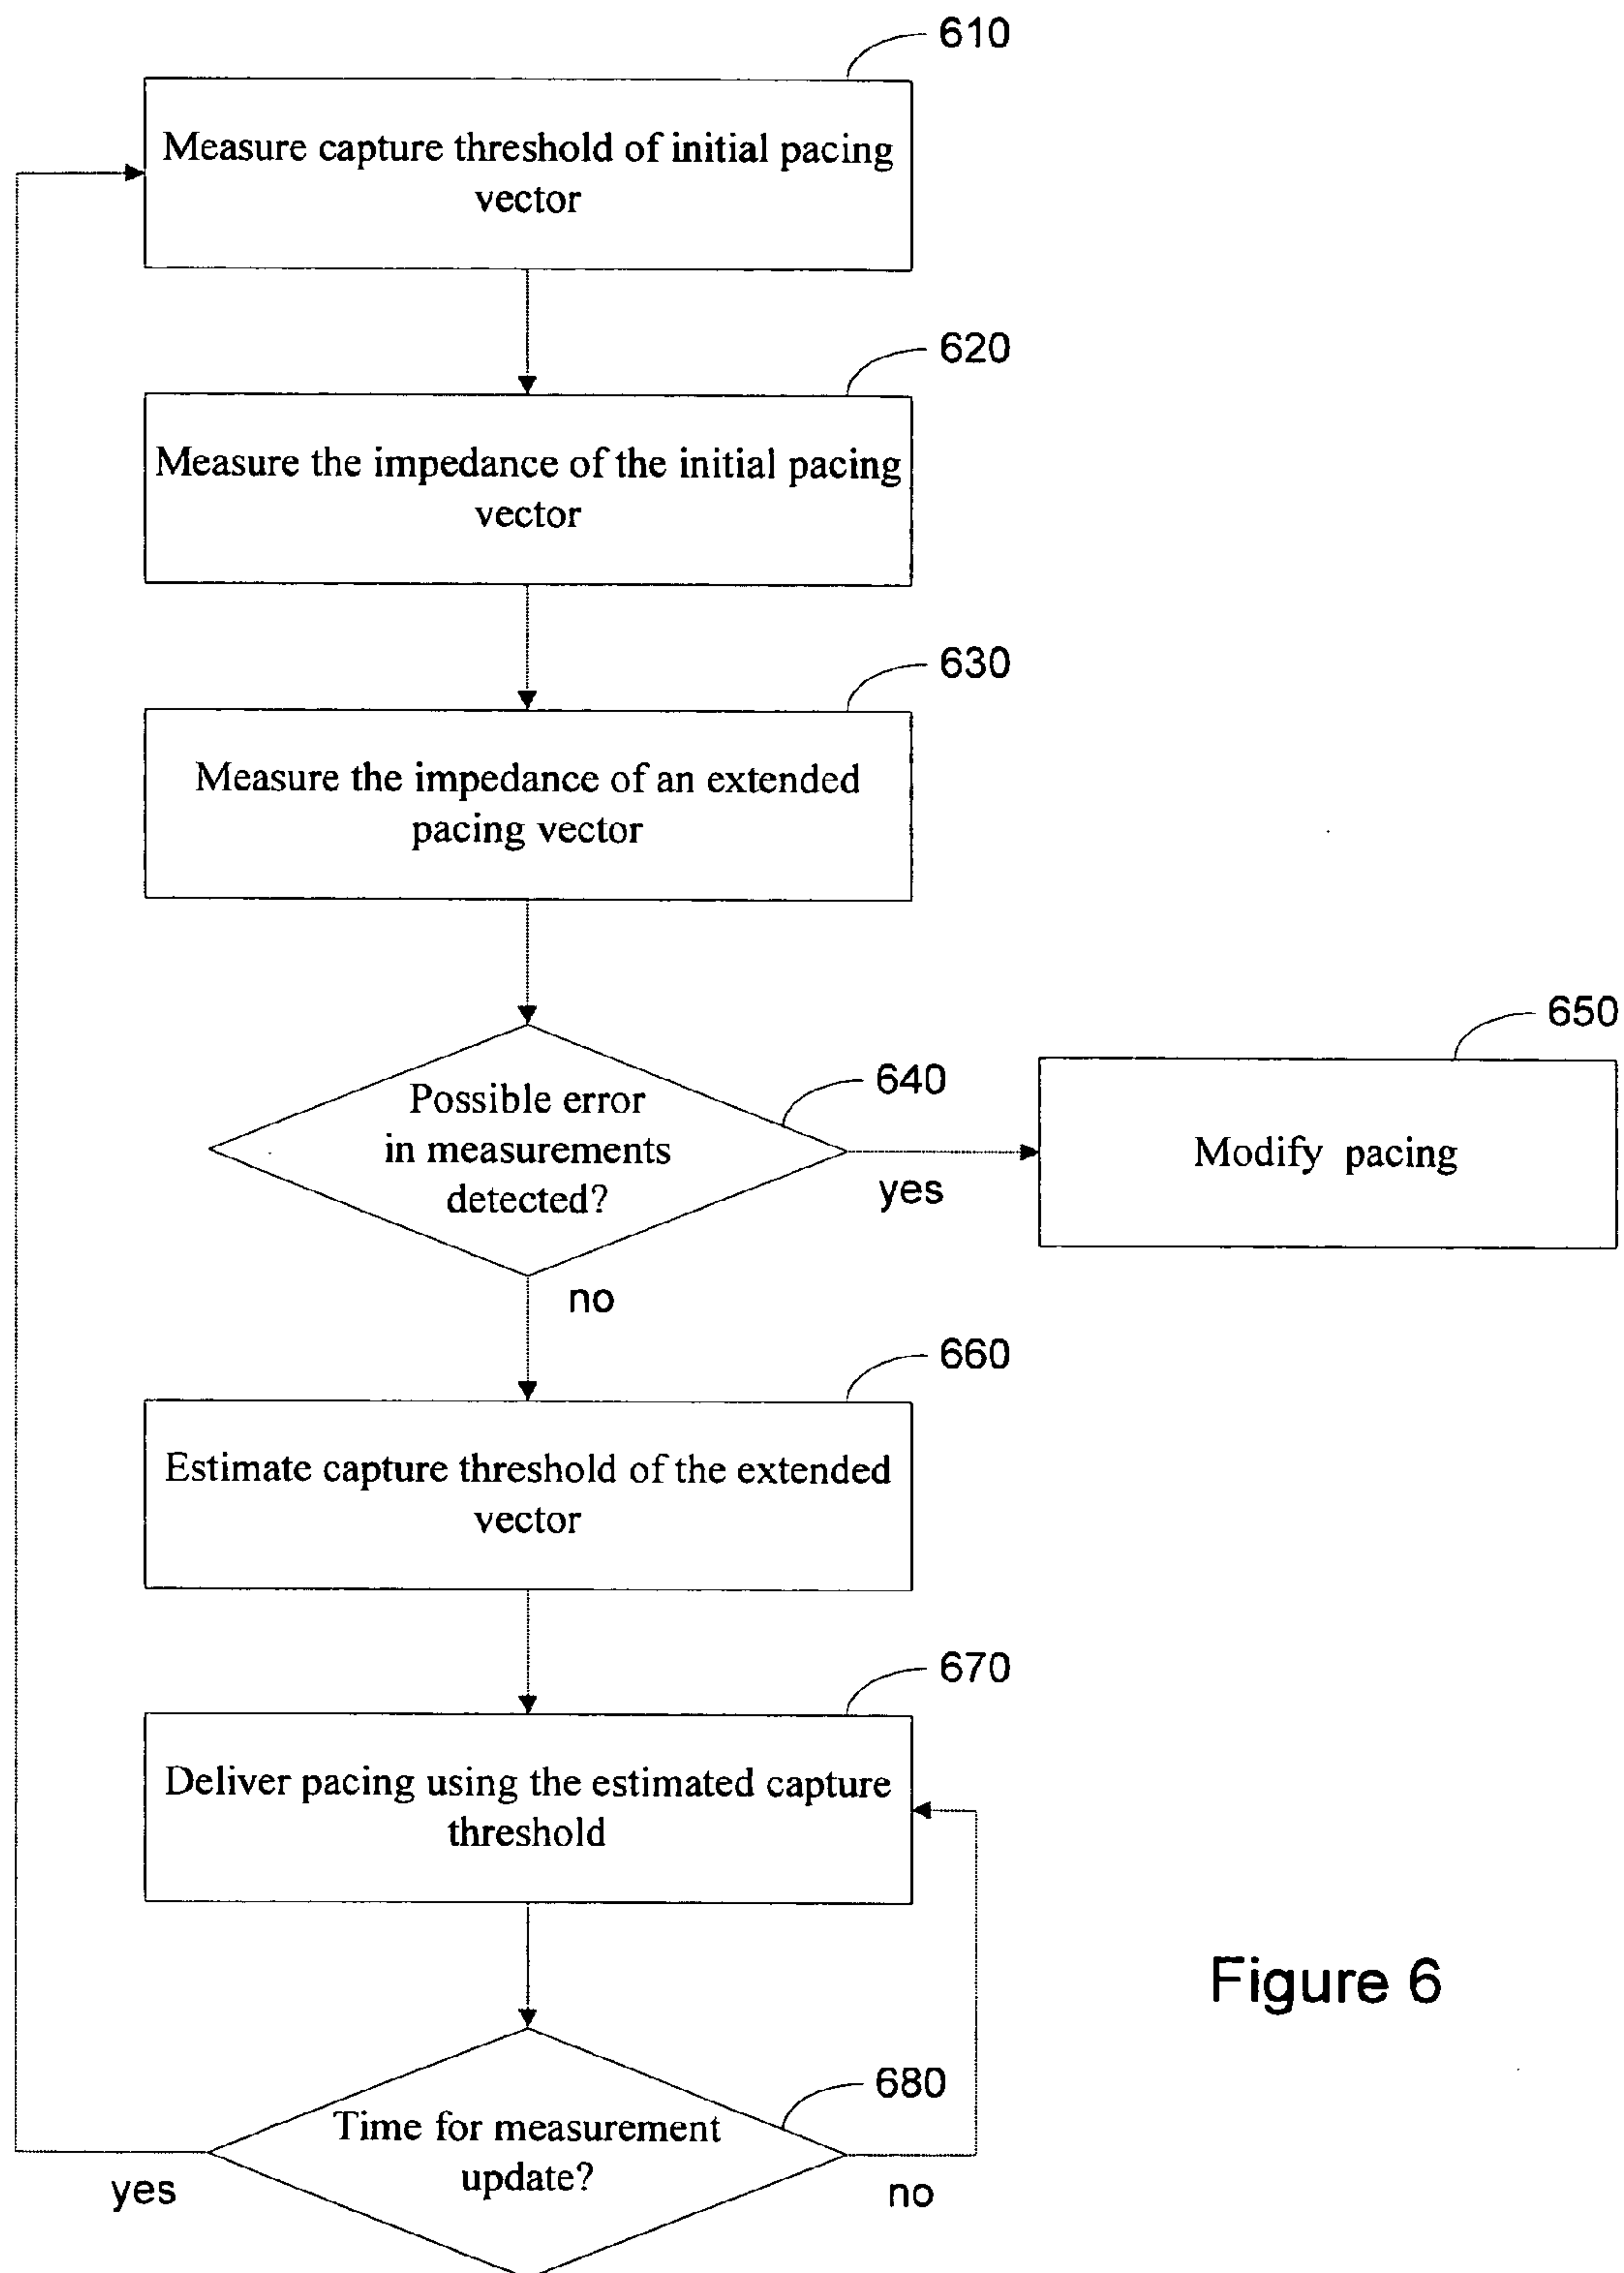 610
Measure capture threshold of initial pacing
vector
620
Measure the impedance of the initial pacing
vector
630
Measure the impedance of an extended
pacing vector
640
Possible error
in measurements
detected?
yes
no
650
Modify pacing
660
Estimate capture threshold of the extended
vector
670
Deliver pacing using the estimated capture
threshold
680
Time for measurement
update?
yes
no
Figure 6